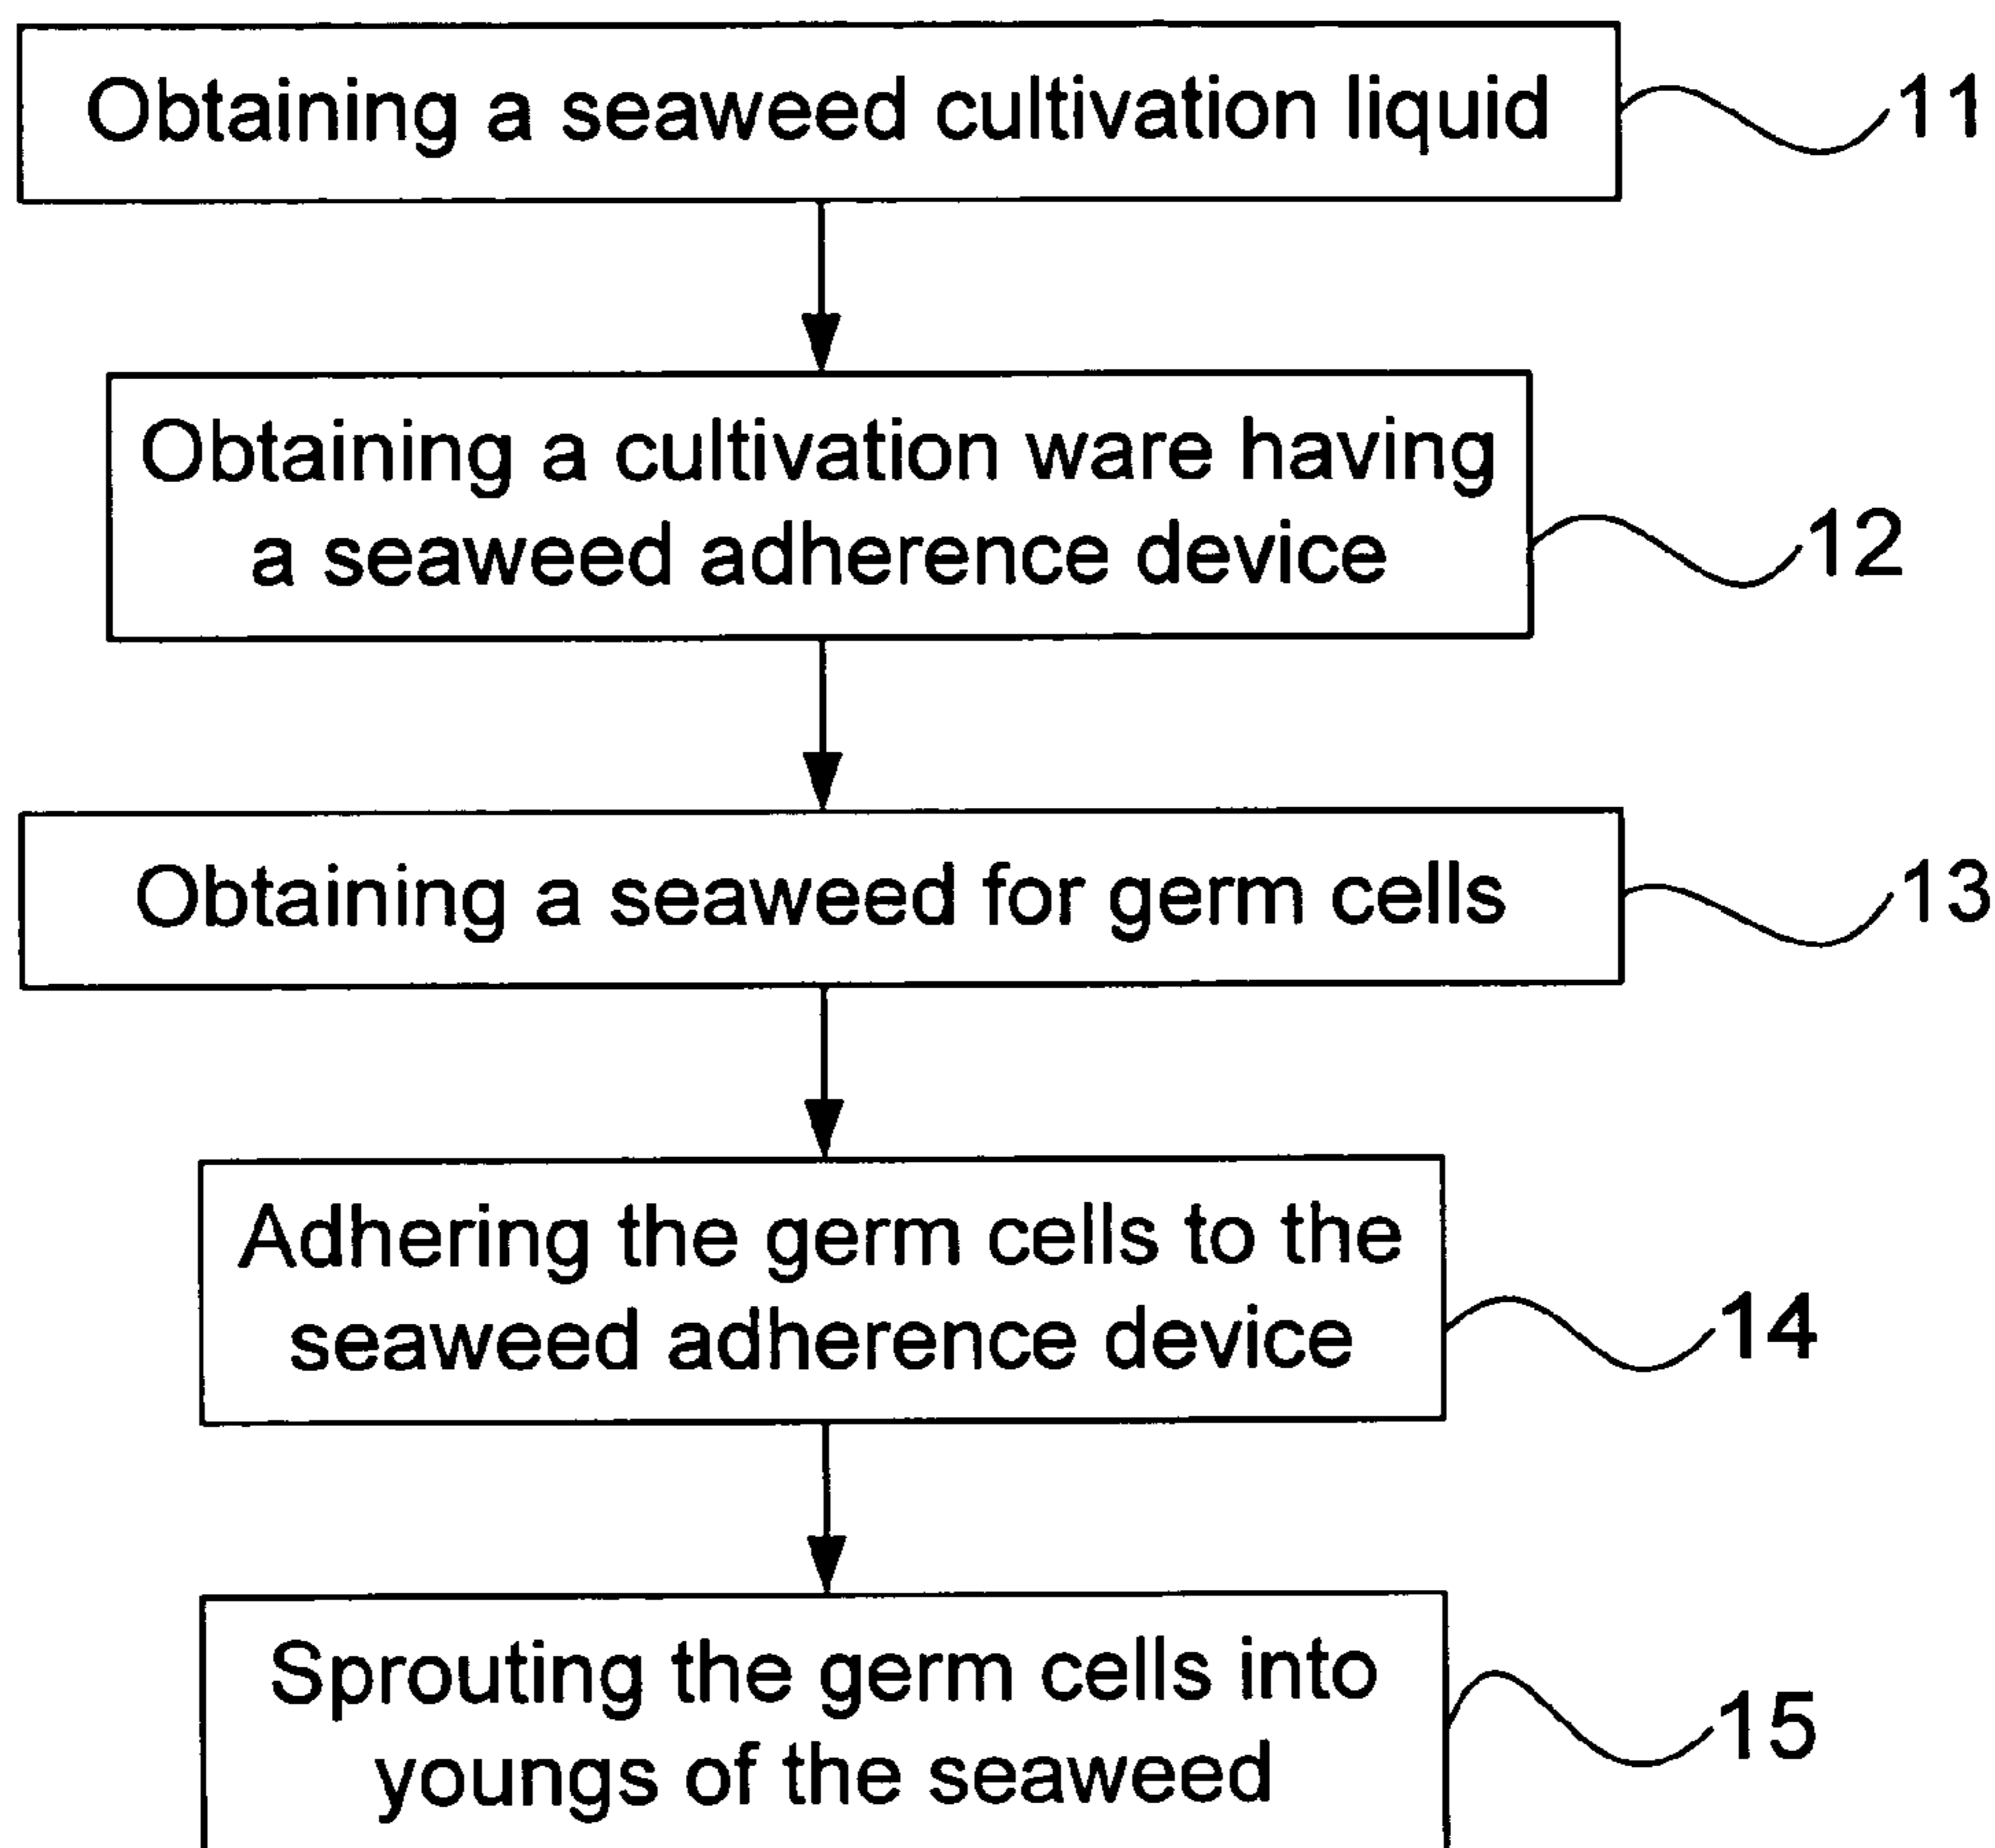 Obtaining a seaweed cultivation liquid
11
Obtaining a cultivation ware having
a seaweed adherence device
12
Obtaining a seaweed for germ cells
13
Adhering the germ cells to the
seaweed adherence device
14
Sprouting the germ cells into
youngs of the seaweed
15